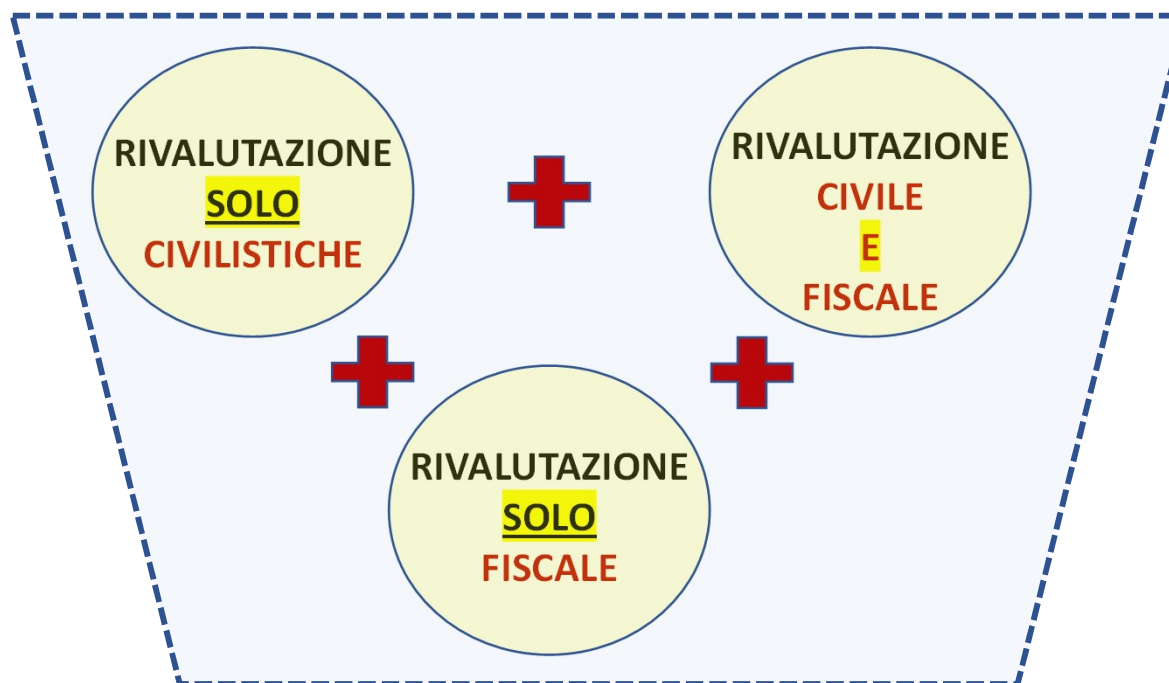 RIVALUTAZIONE
SOLO
CIVILISTICHE
RIVALUTAZIONE
CIVILE
E
FISCALE
RIVALUTAZIONE
SOLO
FISCALE